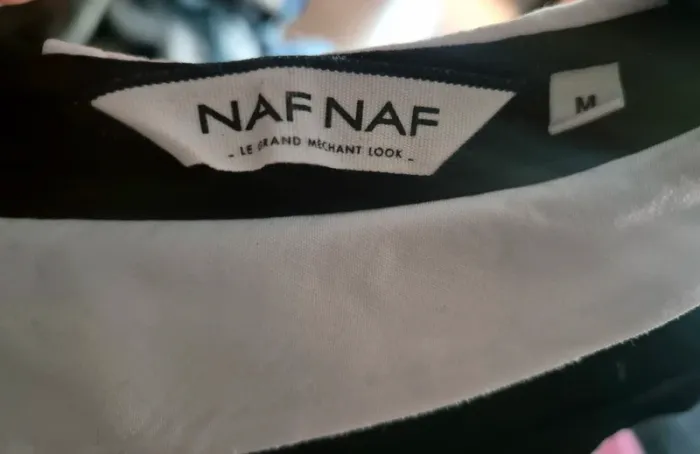 NAF NAF
- LE GRAND MÉCHANT LOOK -
M